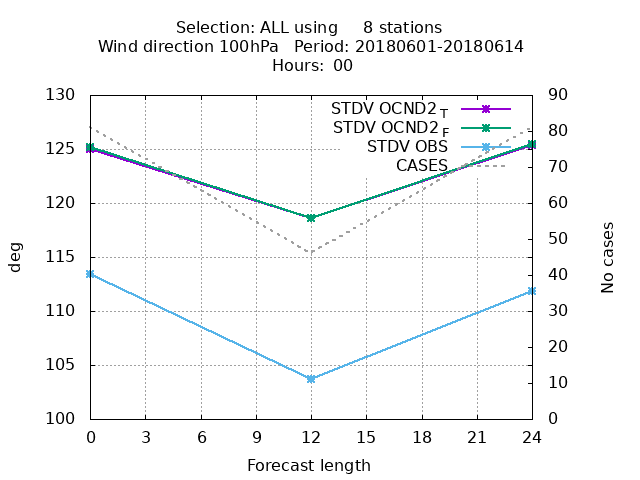 Selection: ALL using     8 stations
Wind direction 100hPa   Period: 20180601-20180614
Hours:  00
130
125
120
115
110
105
100
deg
STDV OCND2 T
STDV OCND2 F
STDV OBS
CASES
90
80
70
60
50
40
30
20
10
0
No cases
0 3 6 9 12 15 18 21 24
Forecast length